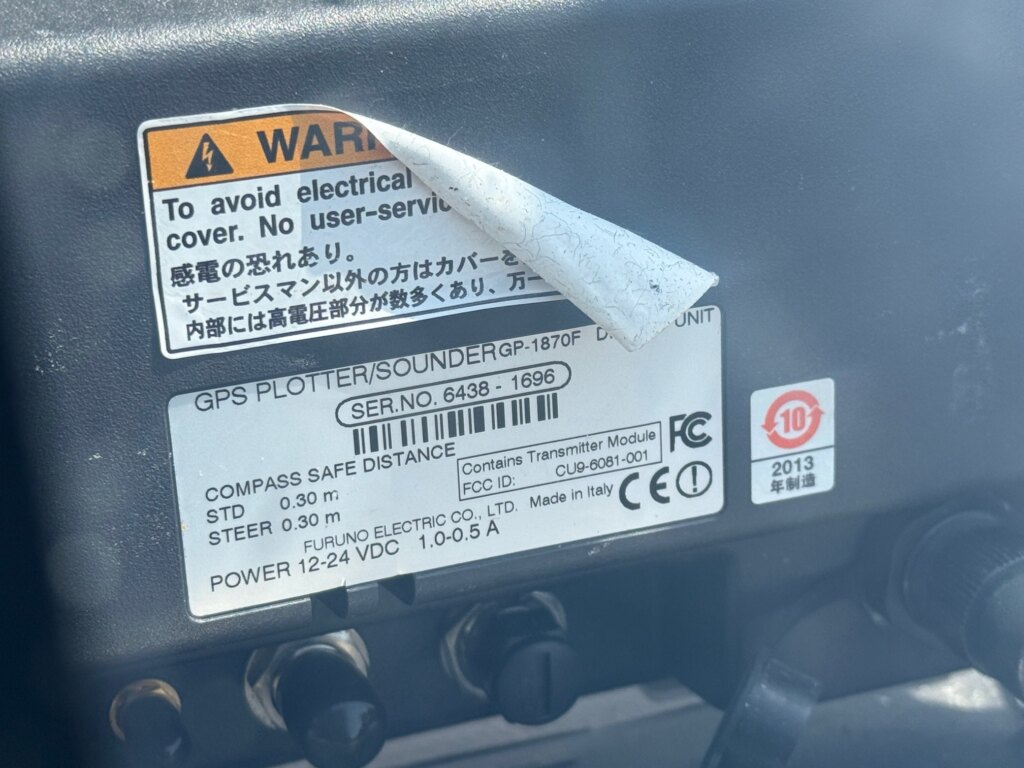 WAR
To avoid electrical
cover. No user-servic
感電の恐れあり。
サービスマン以外の方はカバーを
内部には高電圧部分が数多くあり、万一
GPS PLOTTER/SOUNDER GP-1870F D UNIT
SER.NO. 6438 - 1696
COMPASS SAFE DISTANCE
STD 0.30 m
STEER 0.30 m
Contains Transmitter Module
FCC ID: CU9-6081-001
FC
FURUNO ELECTRIC CO., LTD. Made in Italy CE
POWER 12-24 VDC 1.0-0.5 A
10
2013
年制造